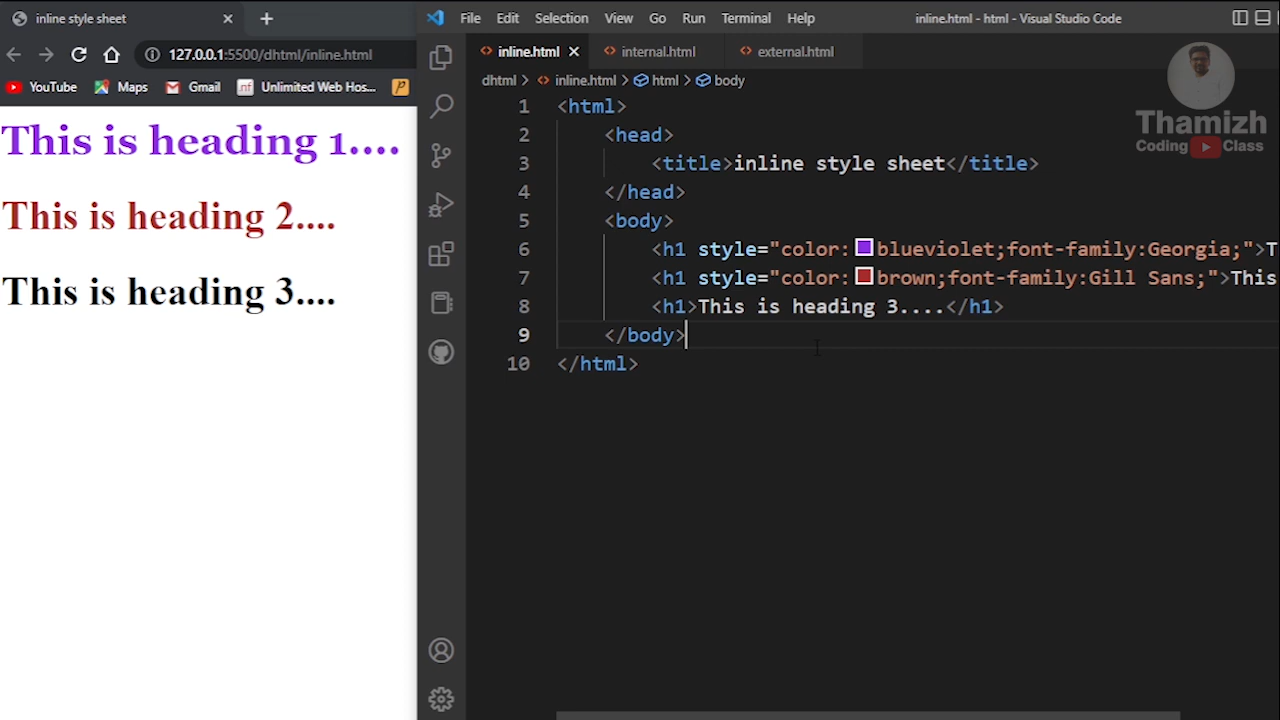 inline style sheet
127.0.0.1:5500/dhtml/inline.html
YouTube Maps Gmail nf Unlimited Web Hos... P
This is heading 1....
This is heading 2....
This is heading 3....
File Edit Selection View Go Run Terminal Help inline.html - html - Visual Studio Code
inline.html internal.html external.html
dhtml > inline.html > html > body
1 <html>
2 <head>
3 <title>inline style sheet</title>
4 </head>
5 <body>
6 <h1 style="color:blueviolet;font-family:Georgia;">T
7 <h1 style="color:brown;font-family:Gill Sans;">This
8 <h1>This is heading 3....</h1>
9 </body>
10 </html>
Thamizh
Coding Class